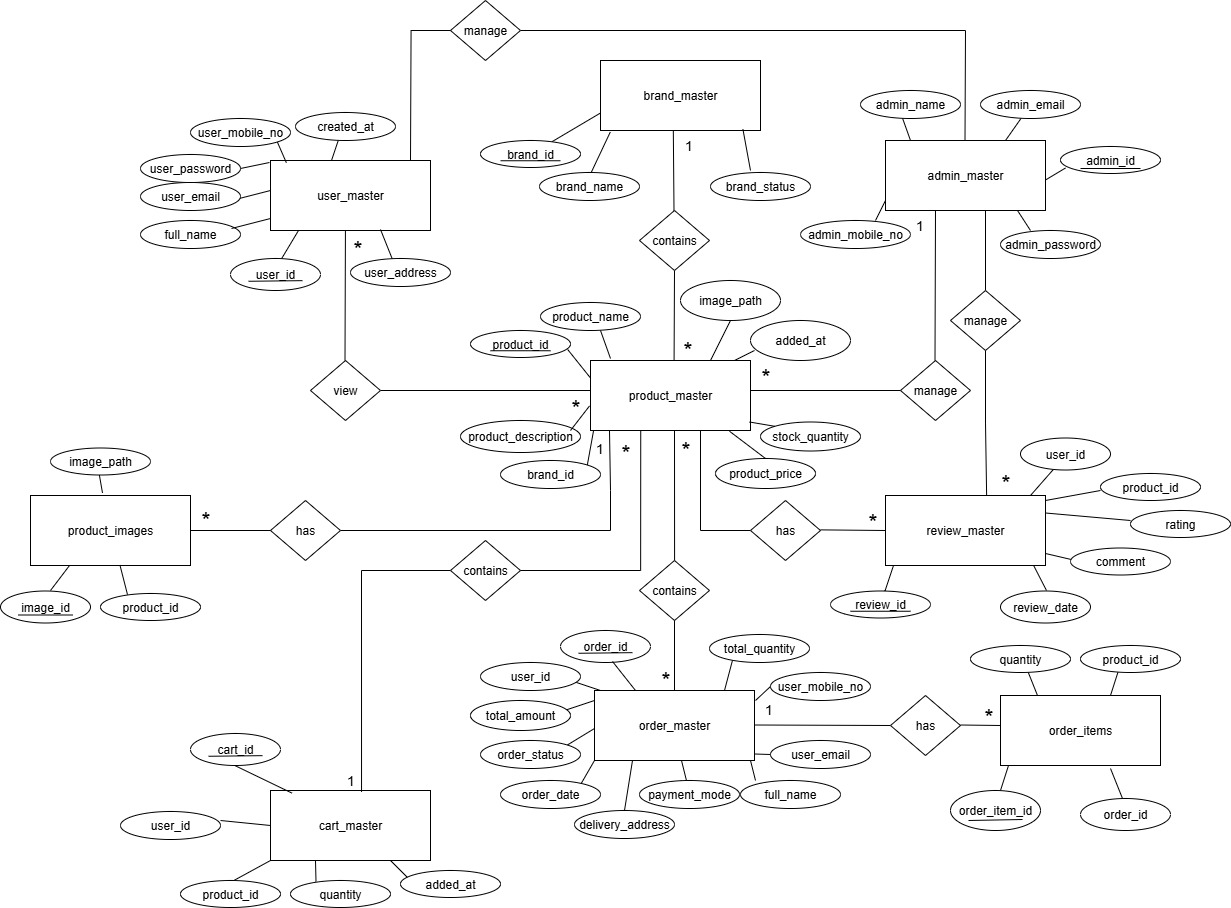 manage
brand_master
admin_name
admin_email
user_mobile_no
created_at
1
brand_id
admin_id
user_password
admin_master
user_email
user_master
brand_name
brand_status
full_name
1
admin_mobile_no
contains
admin_password
*
user_id
user_address
image_path
product_name
manage
product_id
added_at
*
*
view
product_master
manage
*
product_description
stock_quantity
1
*
*
user_id
image_path
brand_id
product_price
*
product_id
*
*
rating
product_images
has
has
review_master
comment
contains
contains
image_id
product_id
review_id
review_date
order_id
total_quantity
quantity
product_id
user_id
*
user_mobile_no
total_amount
1
*
order_master
has
order_items
cart_id
order_status
user_email
1
order_date
payment_mode
full_name
order_item_id
order_id
user_id
cart_master
delivery_address
product_id
quantity
added_at